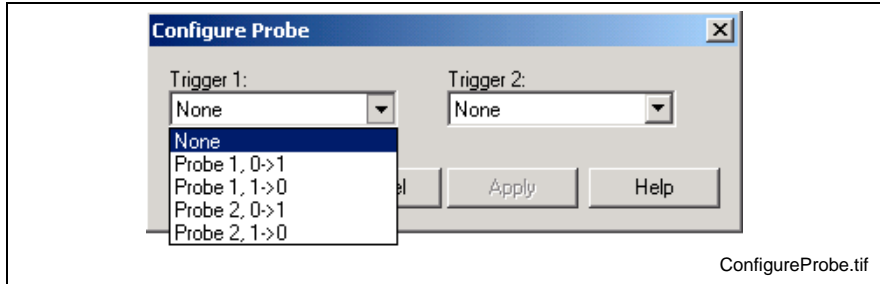 Configure Probe
Trigger 1:
Trigger 2:
None
None
None
Probe 1, 0->1
Probe 1, 1->0
Probe 2, 0->1
Probe 2, 1->0
el
Apply
Help
ConfigureProbe.tif